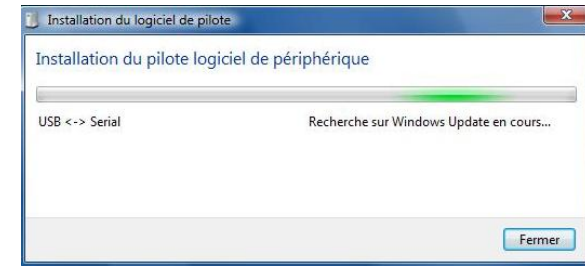 Installation du logiciel de pilote
Installation du pilote logiciel de périphérique
USB <-> Serial Recherche sur Windows Update en cours...
Fermer